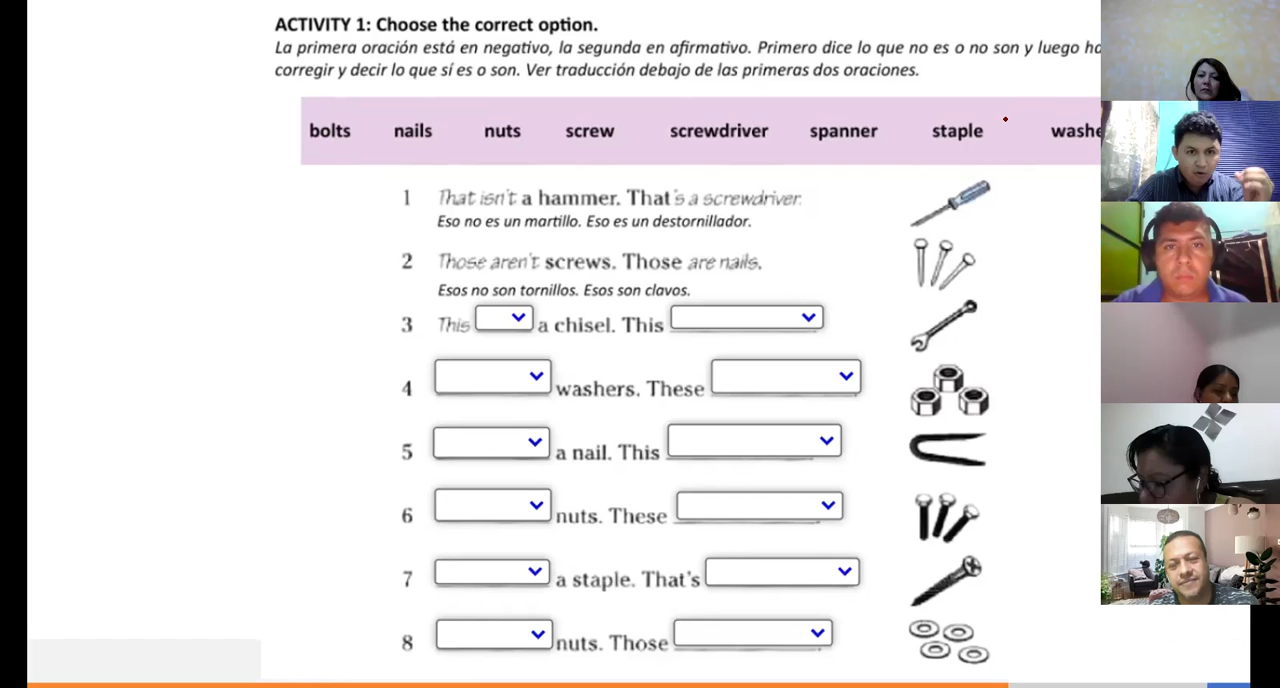 ACTIVITY 1: Choose the correct option.
La primera oración está en negativo, la segunda en afirmativo. Primero dice lo que no es o no son y luego
corregir y decir lo que sí es o son. Ver traducción debajo de las primeras dos oraciones.
bolts nails nuts screw screwdriver spanner staple
1 That isn't a hammer. That's a screwdriver.
Eso no es un martillo. Eso es un destornillador.
2 Those aren't screws. Those are nails.
Esos no son tornillos. Esos son clavos.
3 This a chisel. This
4 washers. These
5 a nail. This
6 nuts. These
7 a staple. That's
8 nuts. Those